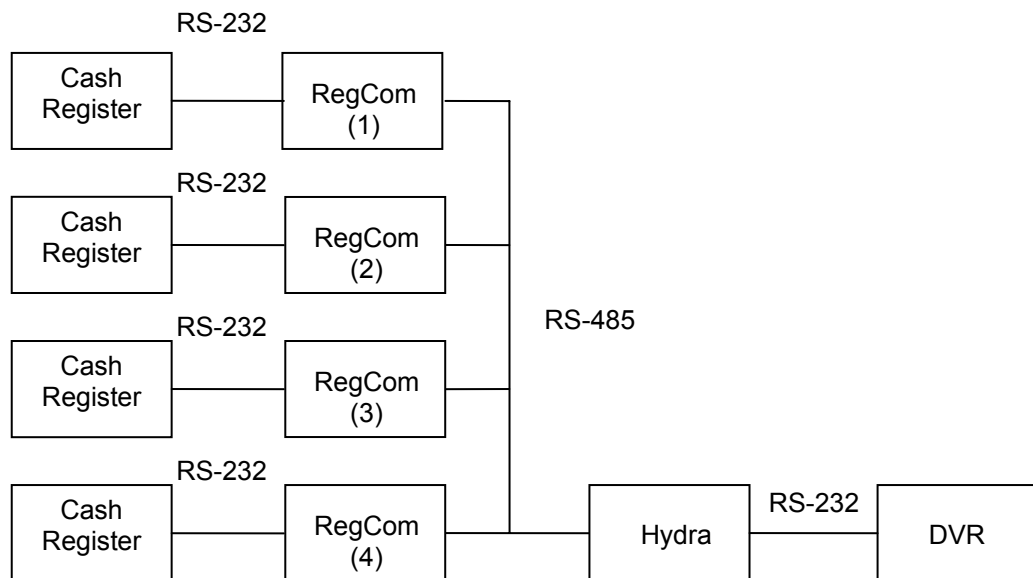 RS-232
Cash
Register
RegCom
(1)
RS-232
Cash
Register
RegCom
(2)
RS-485
RS-232
Cash
Register
RegCom
(3)
RS-232
Cash
Register
RegCom
(4)
Hydra
RS-232
DVR